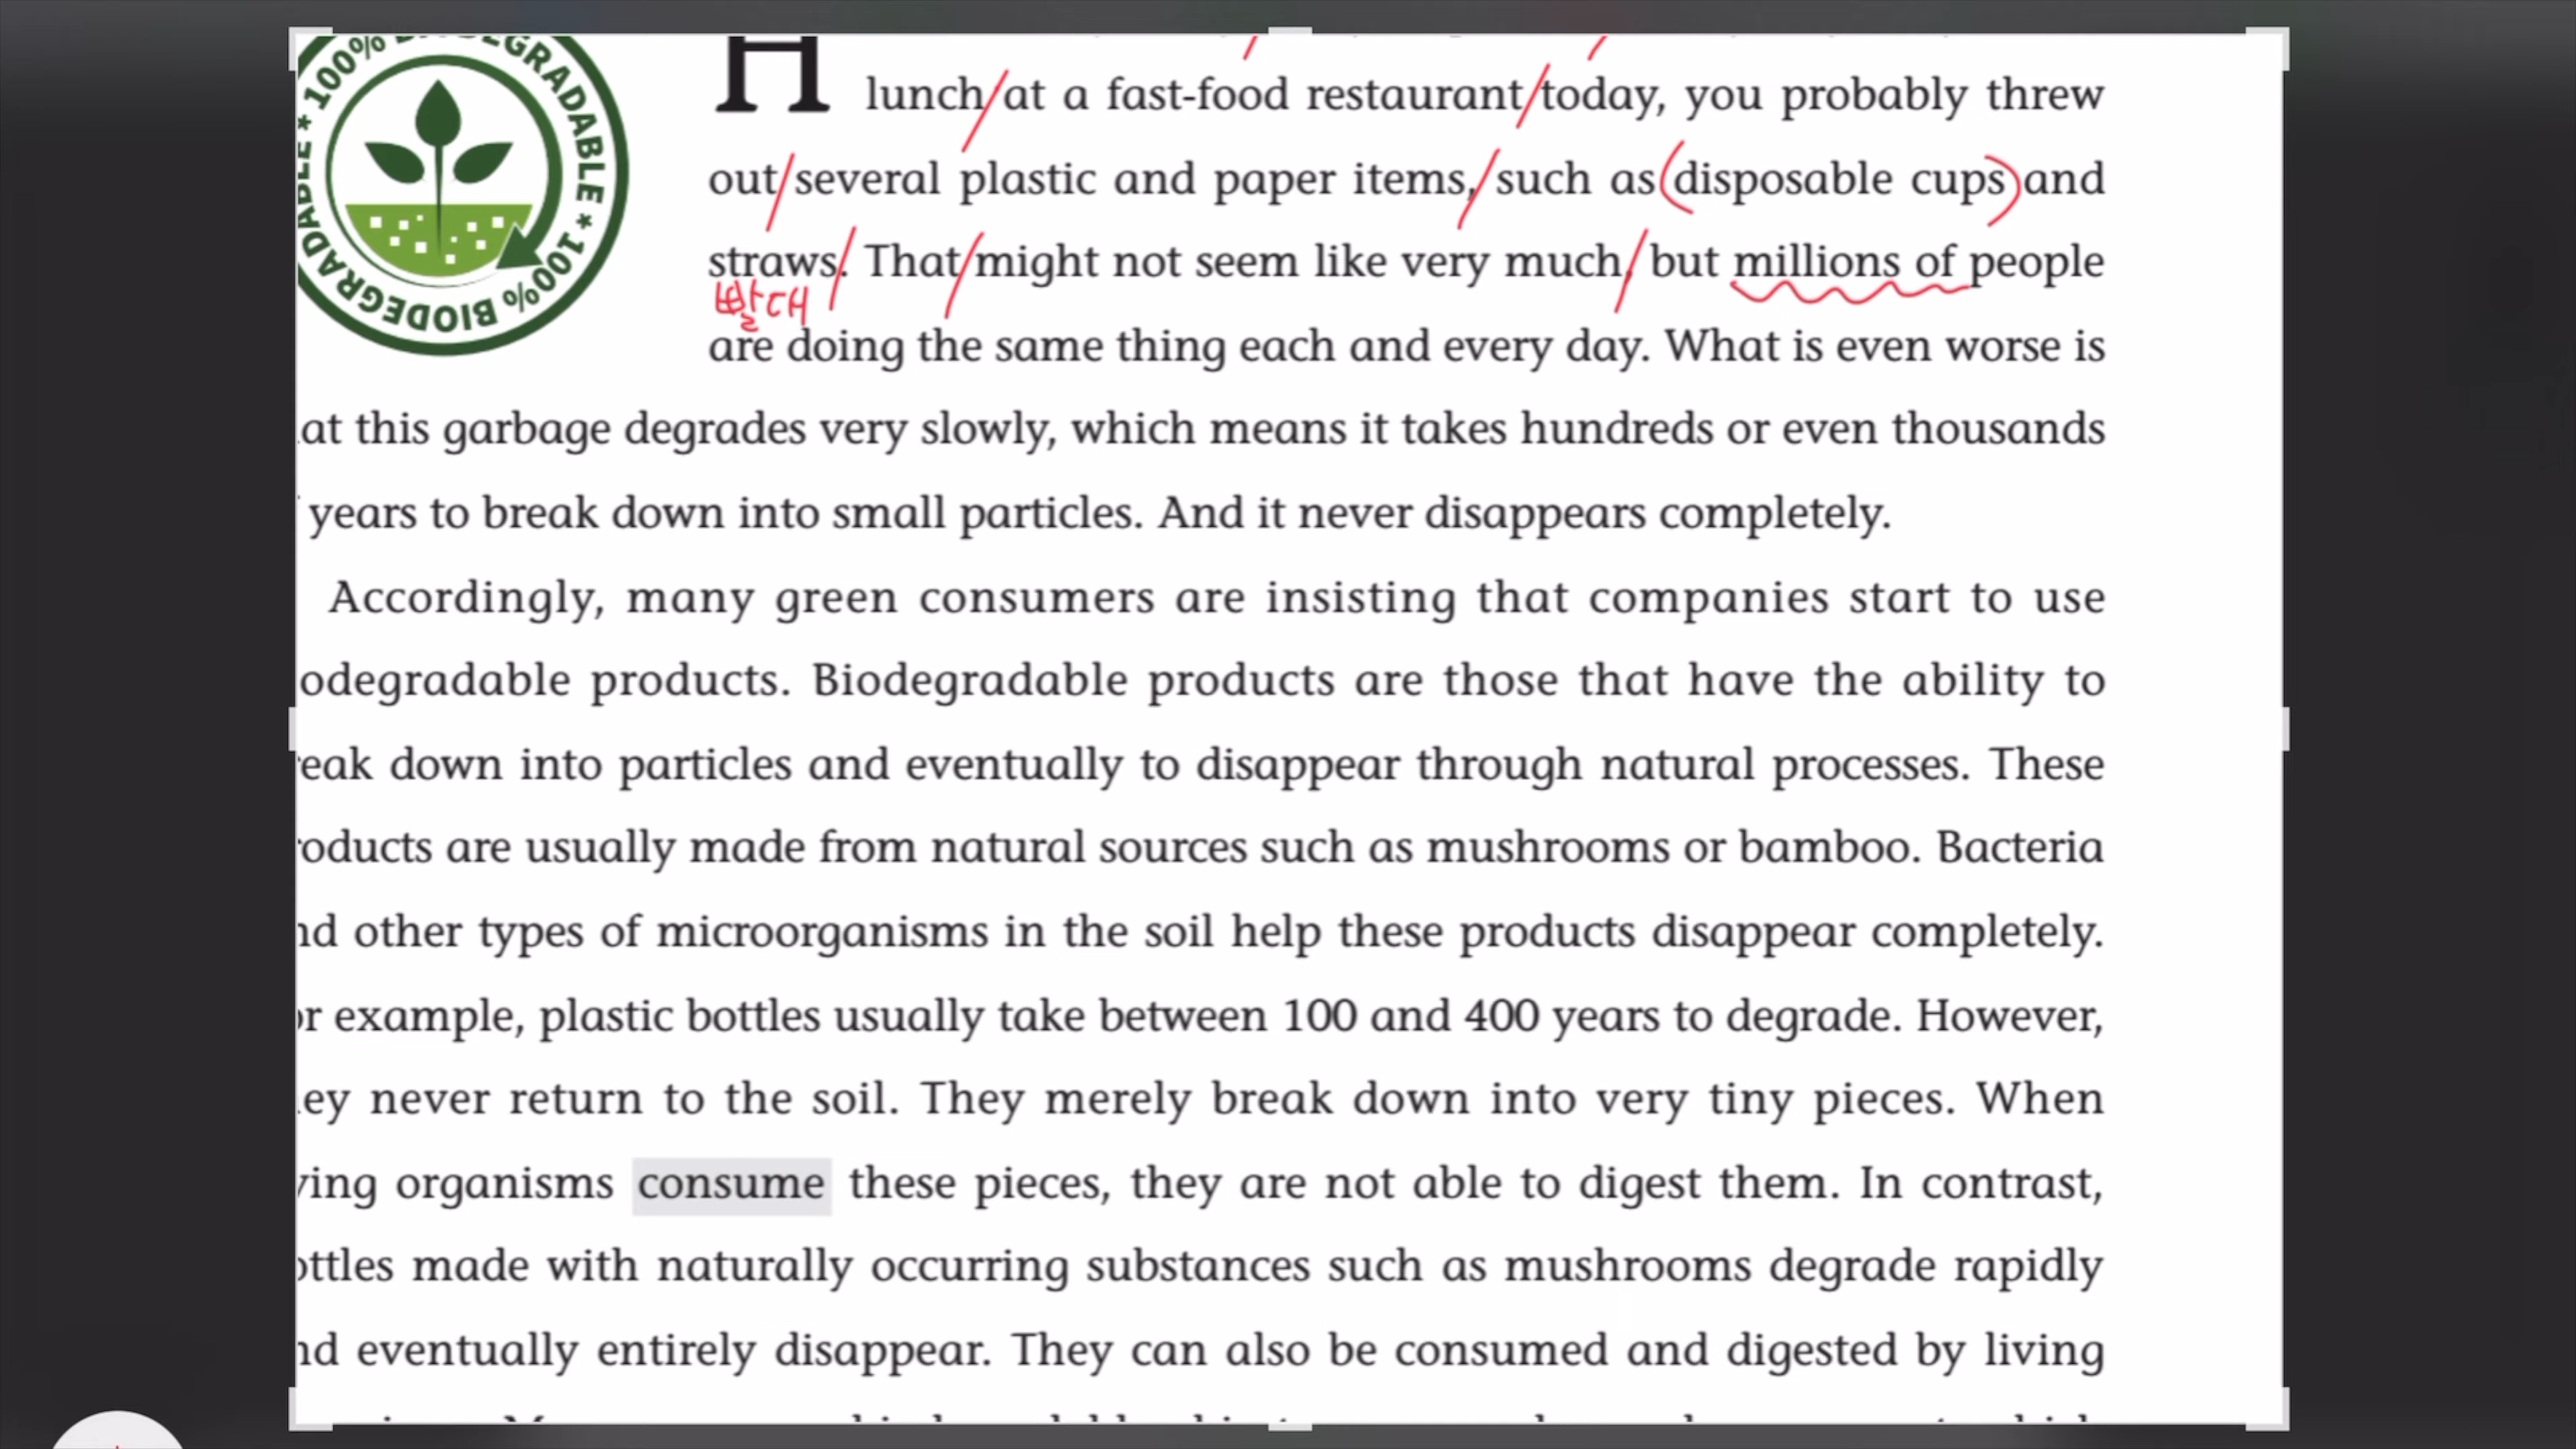 100% BIODEGRADABLE * 100% BIODEGRADABLE *
H
lunch at a fast-food restaurant today, you probably threw
out several plastic and paper items, such as disposable cups and
straws. That might not seem like very much, but millions of people
빨대
are doing the same thing each and every day. What is even worse is
at this garbage degrades very slowly, which means it takes hundreds or even thousands
years to break down into small particles. And it never disappears completely.
Accordingly, many green consumers are insisting that companies start to use
odegradable products. Biodegradable products are those that have the ability to
eak down into particles and eventually to disappear through natural processes. These
oducts are usually made from natural sources such as mushrooms or bamboo. Bacteria
nd other types of microorganisms in the soil help these products disappear completely.
or example, plastic bottles usually take between 100 and 400 years to degrade. However,
ey never return to the soil. They merely break down into very tiny pieces. When
ving organisms consume these pieces, they are not able to digest them. In contrast,
ottles made with naturally occurring substances such as mushrooms degrade rapidly
nd eventually entirely disappear. They can also be consumed and digested by living